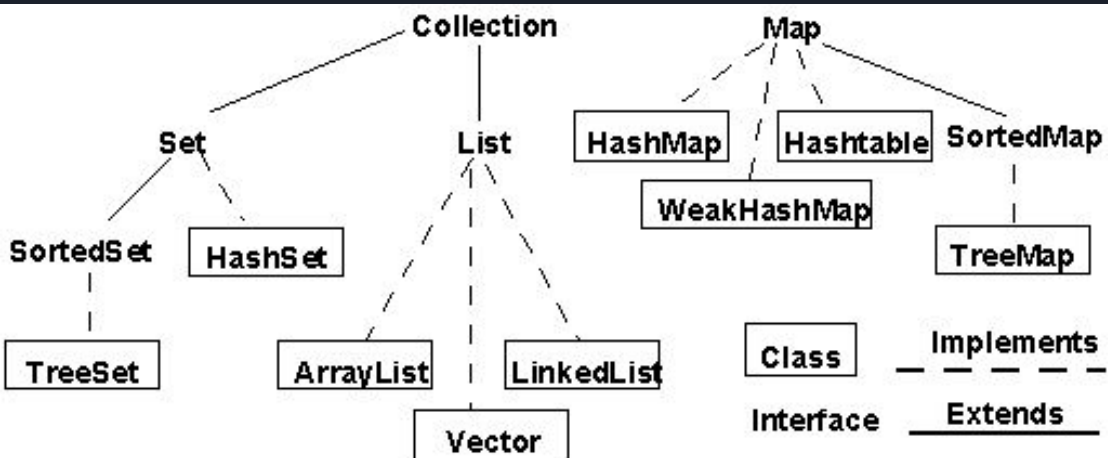 Collection Map
Set List HashMap Hashtable SortedMap
WeakHashMap
SortedSet HashSet TreeMap
TreeSet ArrayList LinkedList Class Implements
Vector Interface Extends